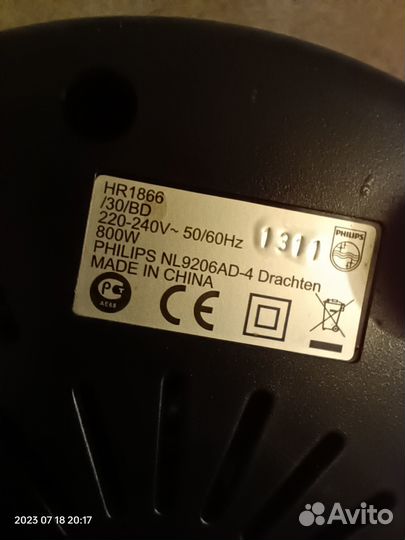 HR1866
/30/BD
220-240V~ 50/60Hz 1311 PHILIPS
800W
PHILIPS NL9206AD-4 Drachten
MADE IN CHINA
PG CE
AE68
2023 07 18 20:17
Avito